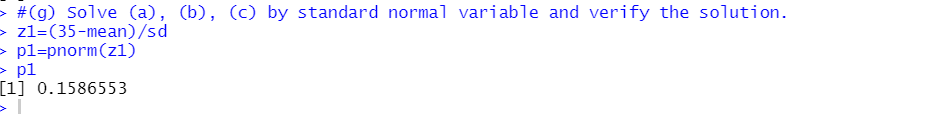 > #(g) Solve (a), (b), (c) by standard normal variable and verify the solution.
> z1=(35-mean)/sd
> p1=pnorm(z1)
> p1
[1] 0.1586553
>